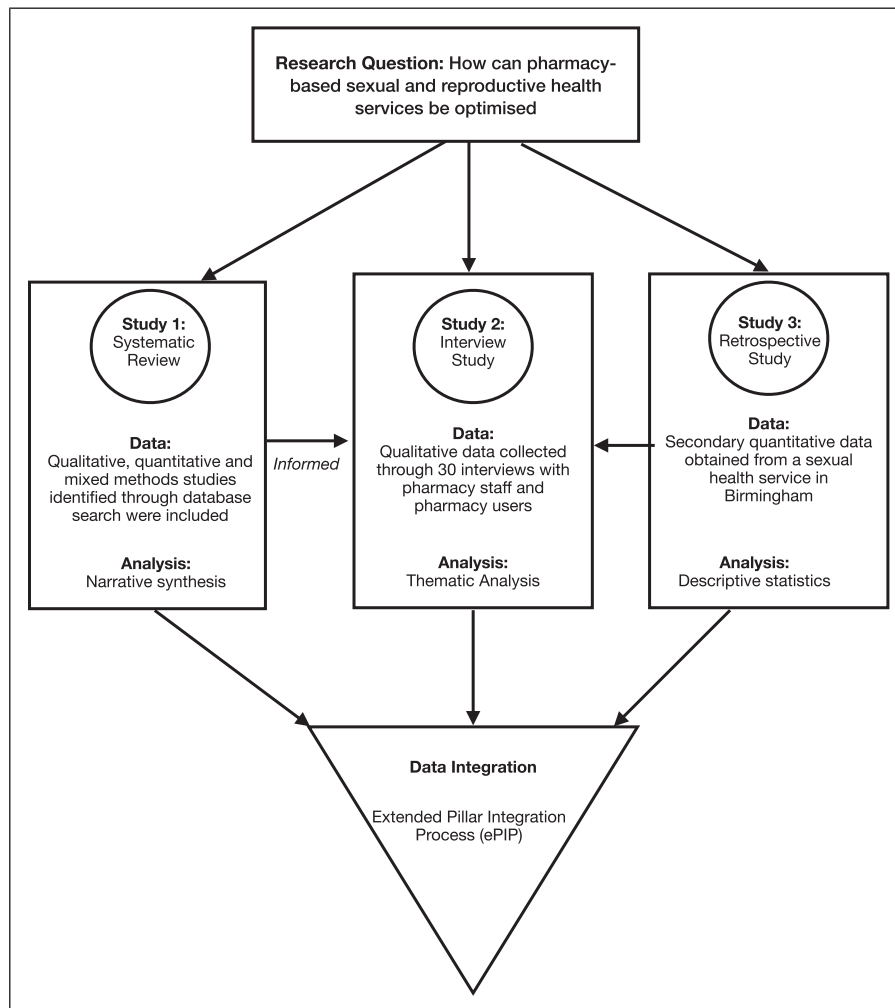 Research Question: How can pharmacy-
based sexual and reproductive health
services be optimised
Study 1:
Systematic
Review
Data:
Qualitative, quantitative and
mixed methods studies
identified through database
search were included
Analysis:
Narrative synthesis
Informed
Study 2:
Interview
Study
Data:
Qualitative data collected
through 30 interviews with
pharmacy staff and
pharmacy users
Analysis:
Thematic Analysis
Study 3:
Retrospective
Study
Data:
Secondary quantitative data
obtained from a sexual
health service in
Birmingham
Analysis:
Descriptive statistics
Data Integration
Extended Pillar Integration
Process (ePIP)